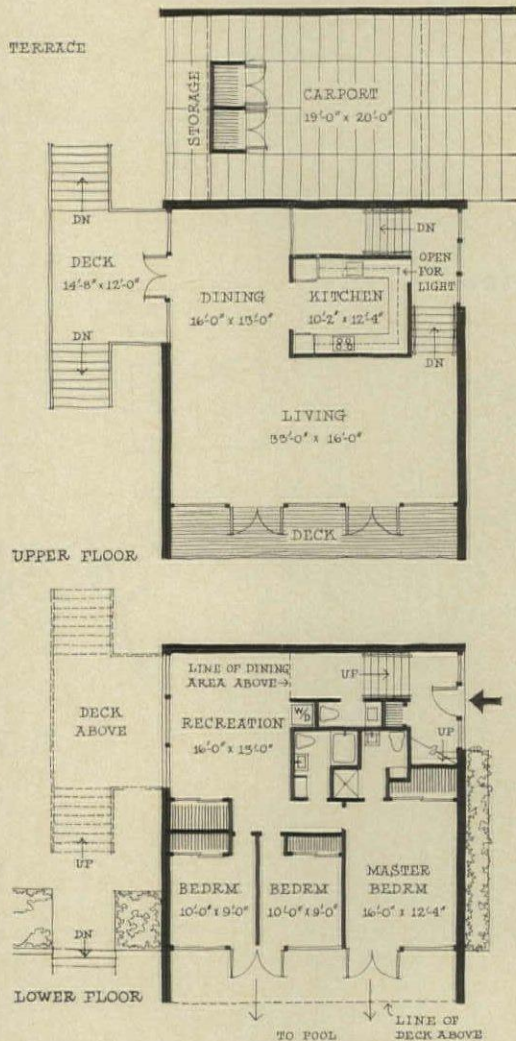 TERRACE
STORAGE
CARPORT
19'-0" x 20'-0"
DN
DN
DECK
14'-8" x 12'-0"
OPEN
FOR
LIGHT
DINING
16'-0" x 13'-0"
KITCHEN
10'-2" x 12'-4"
DN
DN
LIVING
33'-0" x 16'-0"
DECK
UPPER FLOOR
LINE OF DINING
AREA ABOVE
UP
DECK
ABOVE
RECREATION
16'-0" x 13'-0"
W/D
UP
UP
BEDRM
10'-0" x 9'-0"
BEDRM
10'-0" x 9'-0"
MASTER
BEDRM
16'-0" x 12'-4"
DN
LOWER FLOOR
TO POOL
LINE OF
DECK ABOVE